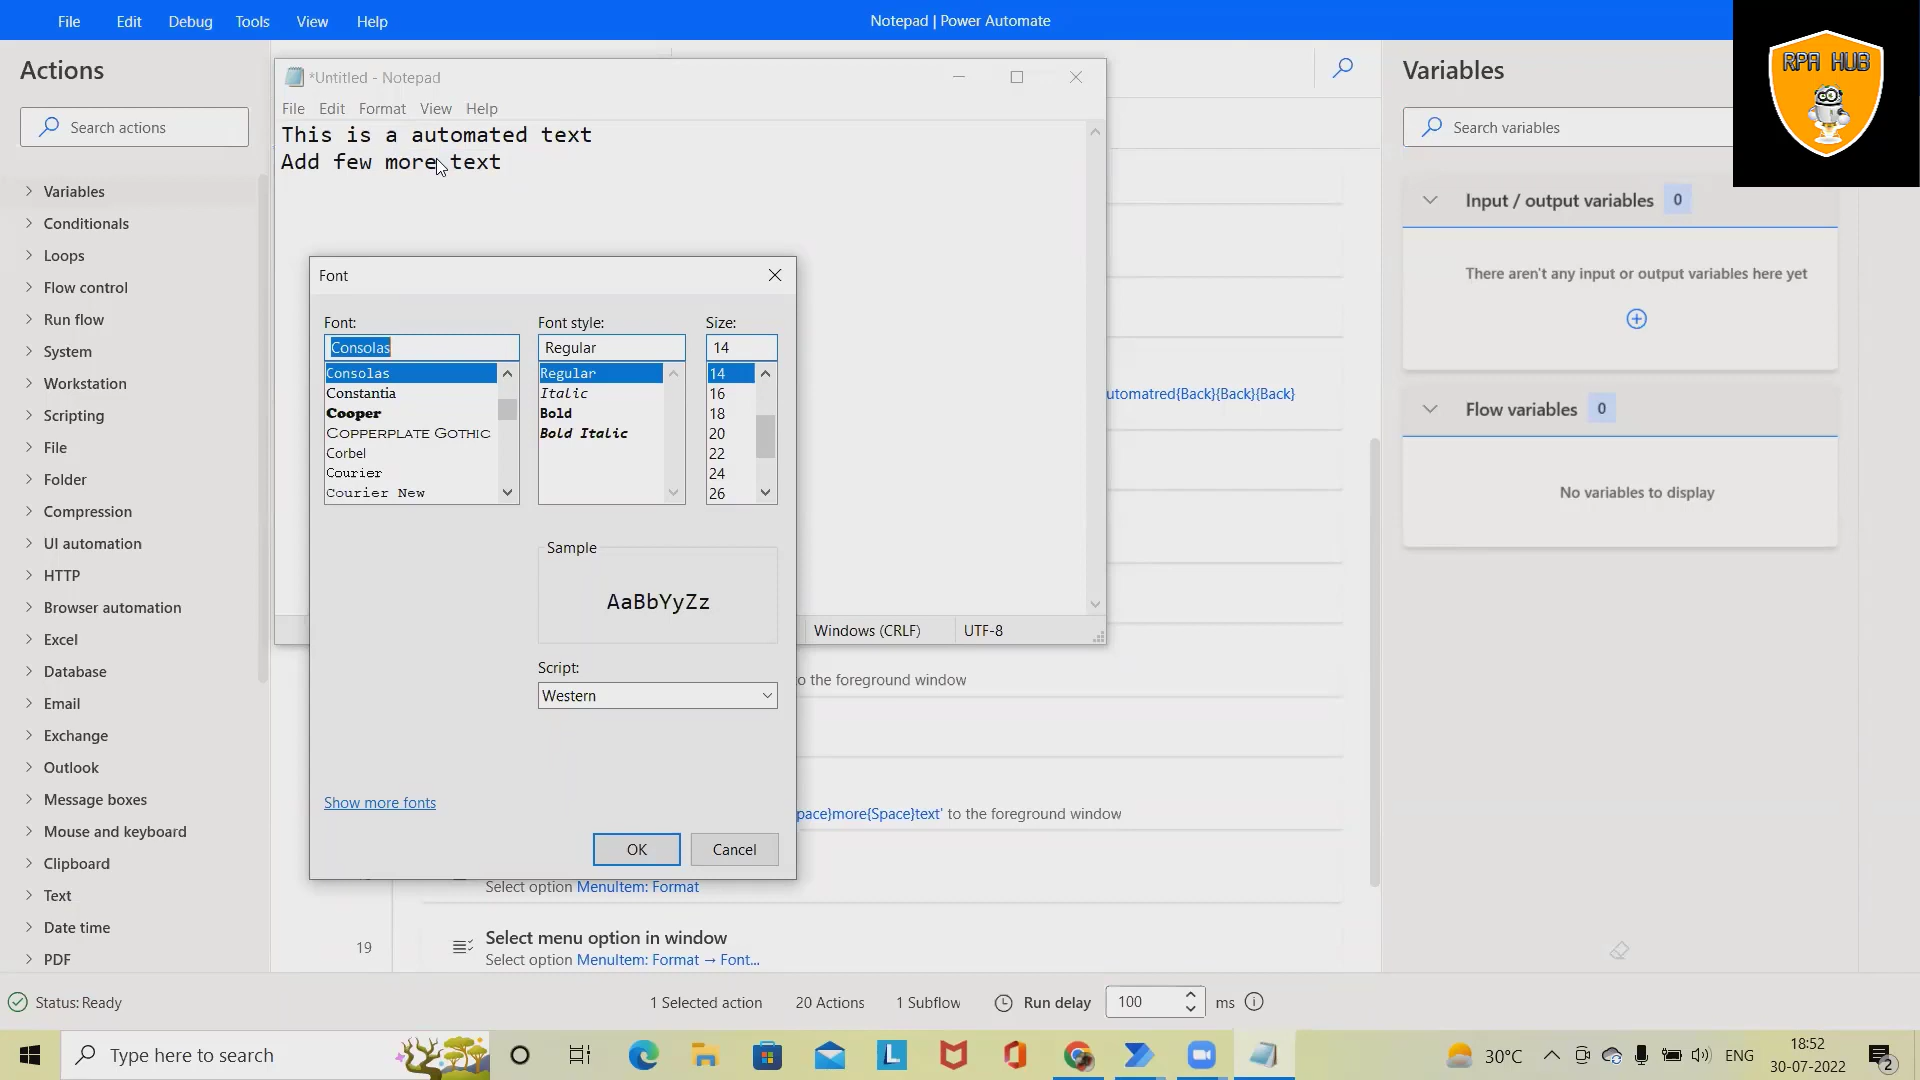 File Edit Debug Tools View Help
Notepad | Power Automate
RPA HUB
Actions
Search actions
Variables
Conditionals
Loops
Flow control
Run flow
System
Workstation
Scripting
File
Folder
Compression
UI automation
HTTP
Browser automation
Excel
Database
Email
Exchange
Outlook
Message boxes
Mouse and keyboard
Clipboard
Text
Date time
PDF
*Untitled - Notepad
File Edit Format View Help
This is a automated text
Add few more text
Windows (CRLF) UTF-8
Font
Font: Font style: Size:
Consolas Regular 14
Consolas
Constantia
Cooper
Copperplate Gothic
Corbel
Courier
Courier New
Regular
Italic
Bold
Bold Italic
14
16
18
20
22
24
26
Sample
AaBbYyZz
Script:
Western
Show more fonts
OK Cancel
utomatred{Back}{Back}{Back}
o the foreground window
pace}more{Space}text' to the foreground window
Select option MenuItem: Format
19 Select menu option in window
Select option MenuItem: Format → Font...
Variables
Search variables
Input / output variables 0
There aren't any input or output variables here yet
Flow variables 0
No variables to display
Status: Ready 1 Selected action 20 Actions 1 Subflow Run delay 100 ms
Type here to search
30°C ENG
18:52
30-07-2022
2